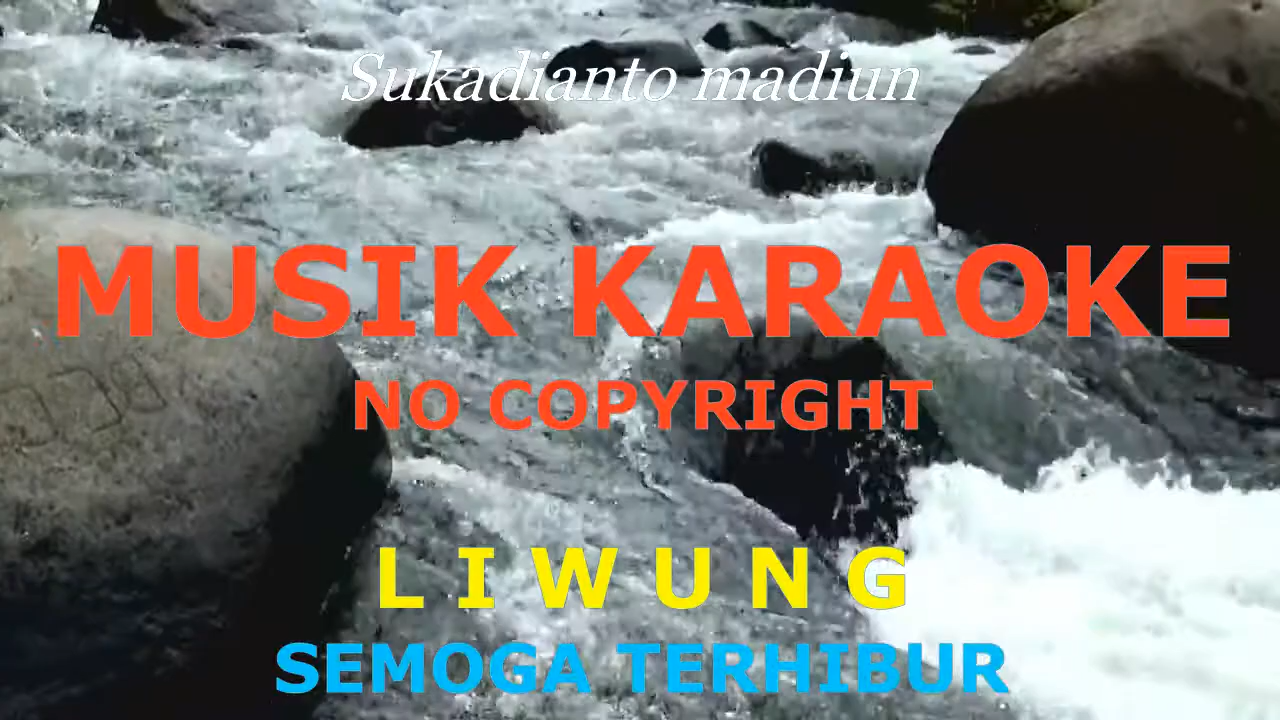 Sukadianto madiun
MUSIK KARAOKE
NO COPYRIGHT
L I W U N G
SEMOGA TERHIBUR